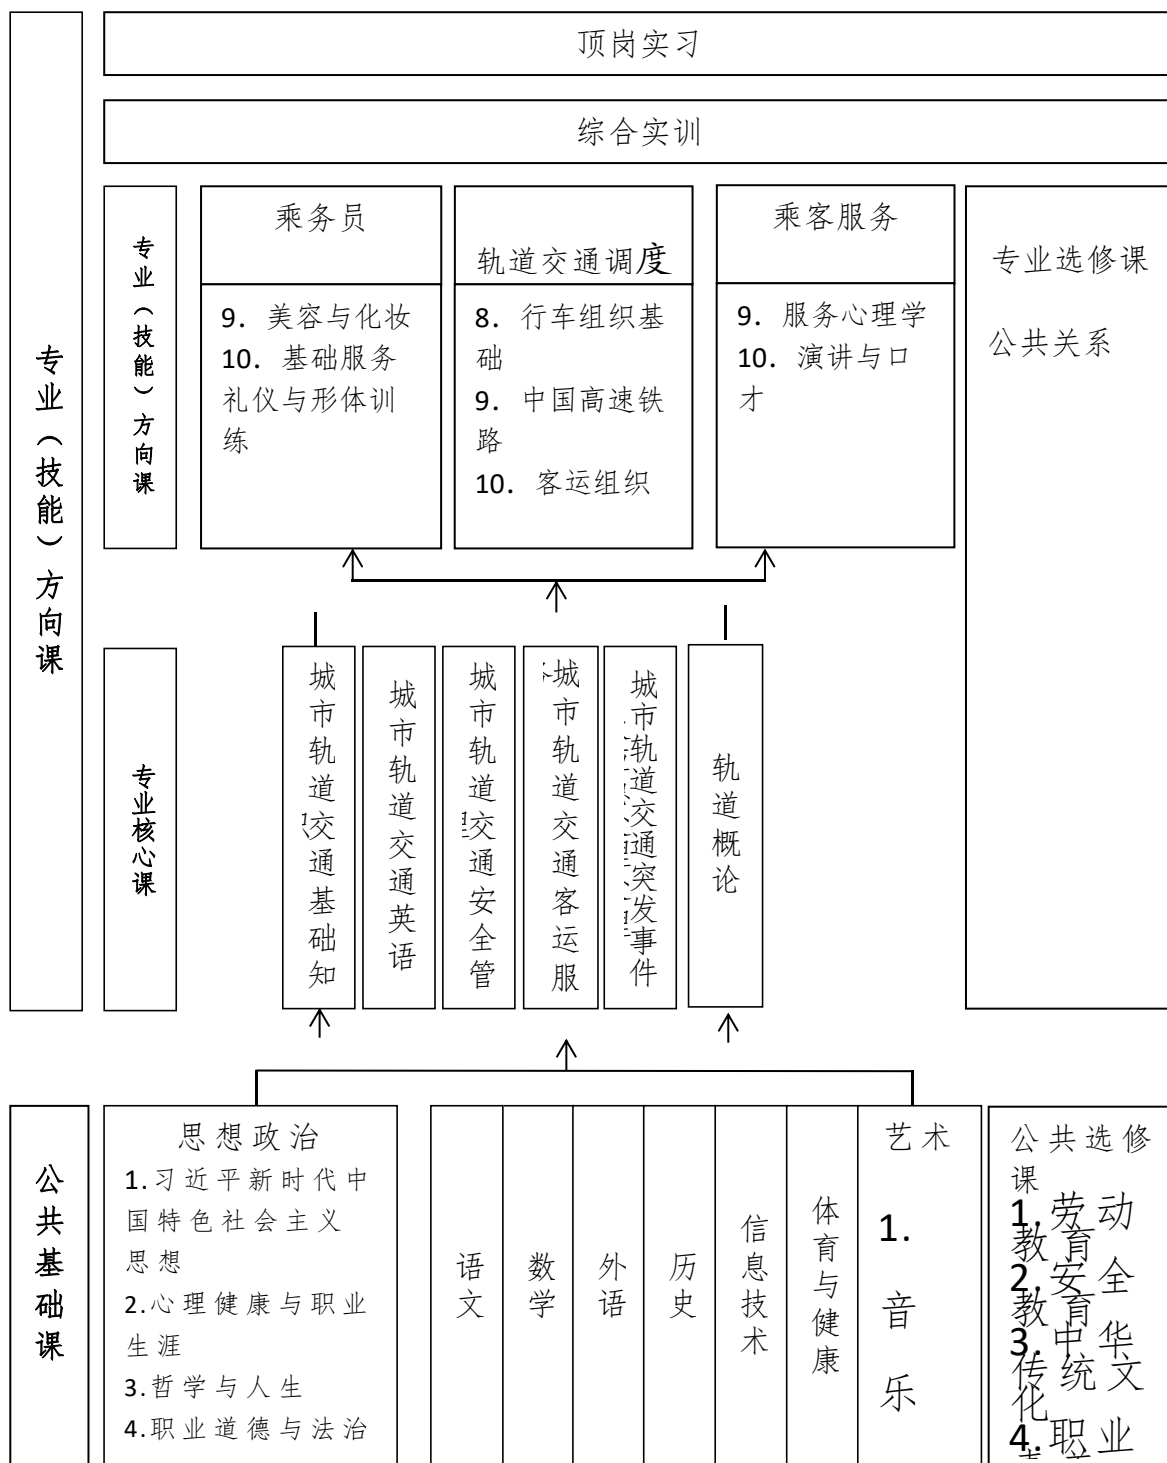 顶岗实习
综合实训
专业（技能）方向课
专业（技能）方向课
乘务员
9. 美容与化妆
10. 基础服务
礼仪与形体训
练
轨道交通调度
8. 行车组织基
础
9. 中国高速铁
路
10. 客运组织
乘客服务
9. 服务心理学
10. 演讲与口
才
专业选修课
公共关系
专业核心课
城市轨道交通基础知
城市轨道交通英语
城市轨道交通安全管
城市轨道交通客运服
城市轨道交通突发事件
轨道概论
公共基础课
思想政治
1.习近平新时代中
国特色社会主义
思想
2.心理健康与职业
生涯
3.哲学与人生
4.职业道德与法治
语文
数学
外语
历史
信息技术
体育与健康
艺术
1.
音
乐
公共选修
课
1.劳动
教育
2.安全
教育
3.中华
传统文
化
4.职业